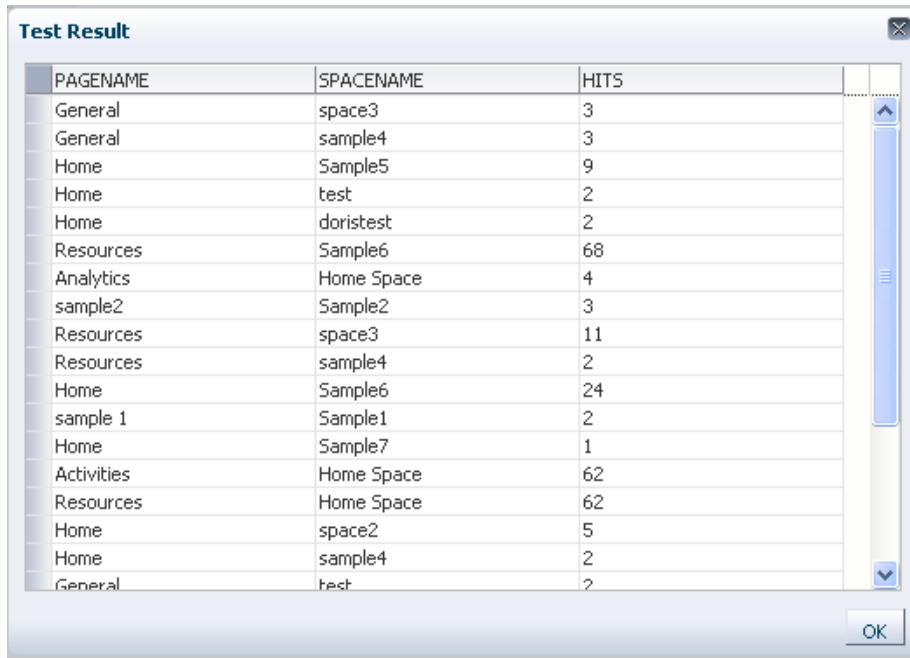 Test Result
PAGENAME SPACENAME HITS
General space3 3
General sample4 3
Home Sample5 9
Home test 2
Home doristest 2
Resources Sample6 68
Analytics Home Space 4
sample2 Sample2 3
Resources space3 11
Resources sample4 2
Home Sample6 24
sample 1 Sample1 2
Home Sample7 1
Activities Home Space 62
Resources Home Space 62
Home space2 5
Home sample4 2
General test 2
OK